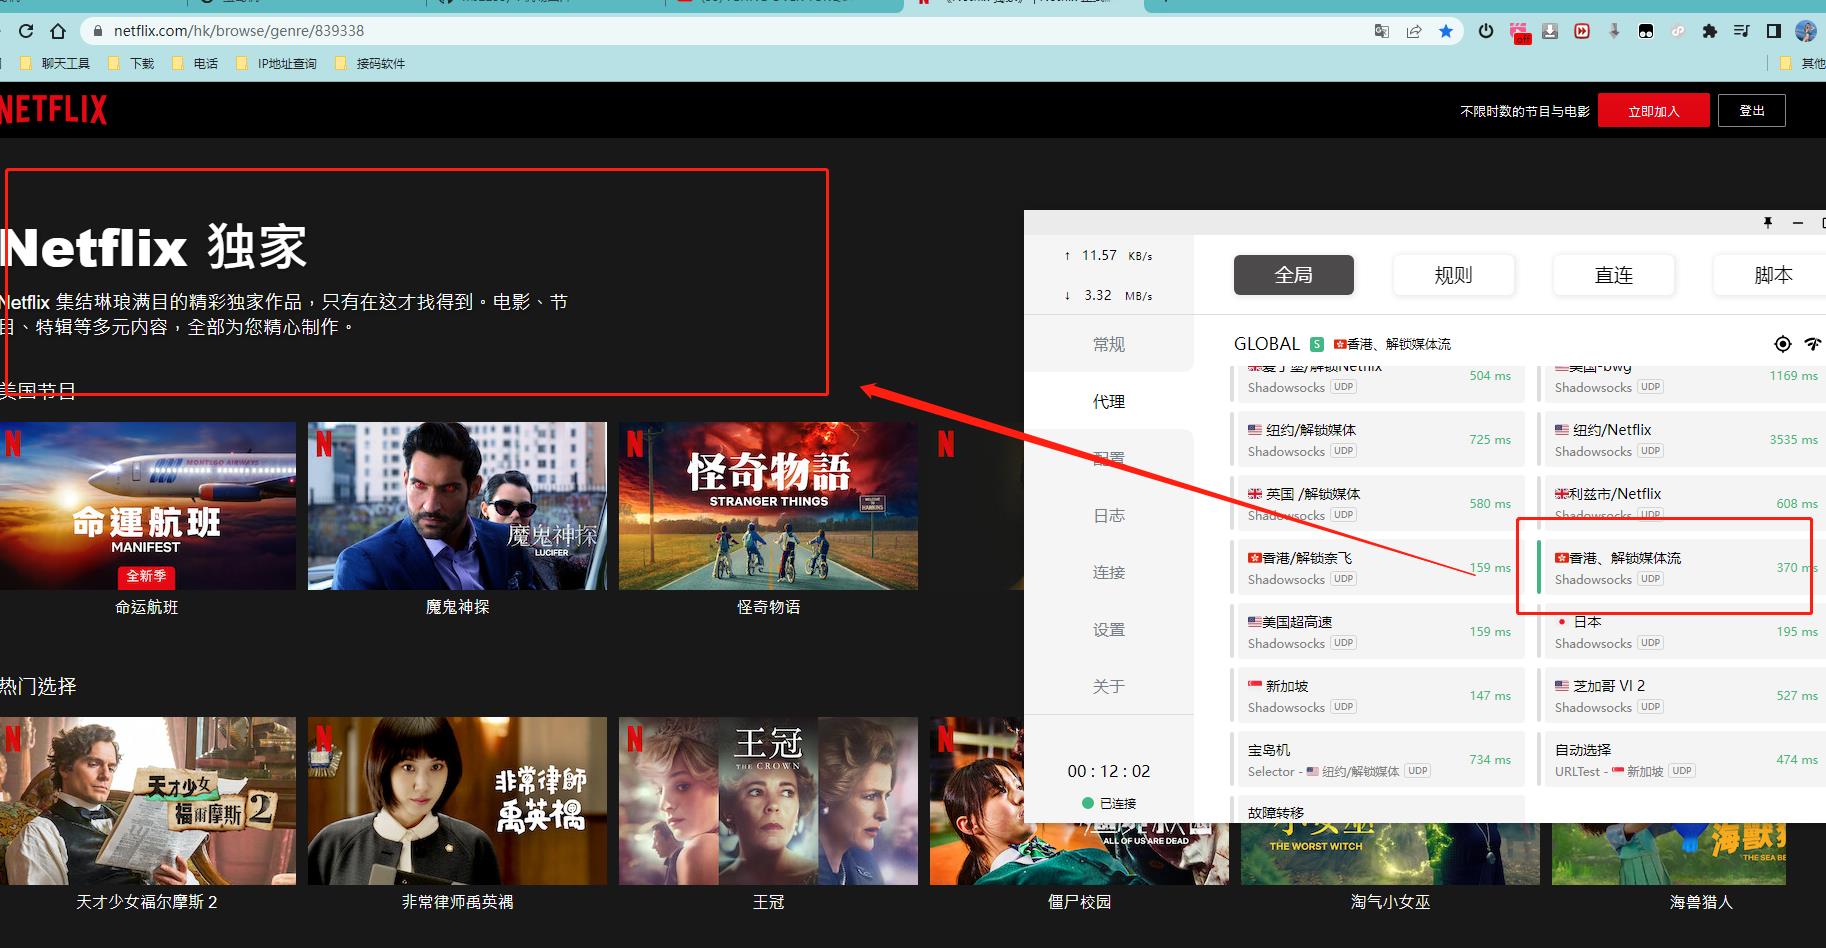 netflix.com/hk/browse/genre/839338
off
聊天工具
下载
电话
IP地址查询
接码软件
其他
NETFLIX
不限时数的节目与电影
立即加入
登出
Netflix 独家
Netflix 集结琳琅满目的精彩独家作品，只有在这才找得到。电影、节
目、特辑等多元内容，全部为您精心制作。
美国节目
命運航班
MANIFEST
全新季
命运航班
魔鬼神探
LUCIFER
魔鬼神探
怪奇物語
STRANGER THINGS
怪奇物语
热门选择
天才少女
福爾摩斯 2
天才少女福尔摩斯 2
非常律師
禹英禑
非常律师禹英禑
王冠
THE CROWN
王冠
ALL OF US ARE DEAD
僵尸校园
小女巫
THE WORST WITCH
淘气小女巫
海獸
THE SEA BE
海兽猎人
↑ 11.57 KB/s
↓ 3.32 MB/s
常规
代理
配置
日志
连接
设置
关于
00 : 12 : 02
已连接
全局
规则
直连
脚本
GLOBAL S 香港、解锁媒体流
爱丁堡/解锁Netflix
Shadowsocks UDP
504 ms
美国-bwg
Shadowsocks UDP
1169 ms
纽约/解锁媒体
Shadowsocks UDP
725 ms
纽约/Netflix
Shadowsocks UDP
3535 ms
英国 /解锁媒体
Shadowsocks UDP
580 ms
利兹市/Netflix
Shadowsocks UDP
608 ms
香港/解锁奈飞
Shadowsocks UDP
159 ms
香港、解锁媒体流
Shadowsocks UDP
370 ms
美国超高速
Shadowsocks UDP
159 ms
日本
Shadowsocks UDP
195 ms
新加坡
Shadowsocks UDP
147 ms
芝加哥 VI 2
Shadowsocks UDP
527 ms
宝岛机
Selector - 纽约/解锁媒体 UDP
734 ms
自动选择
URLTest - 新加坡 UDP
474 ms
故障转移